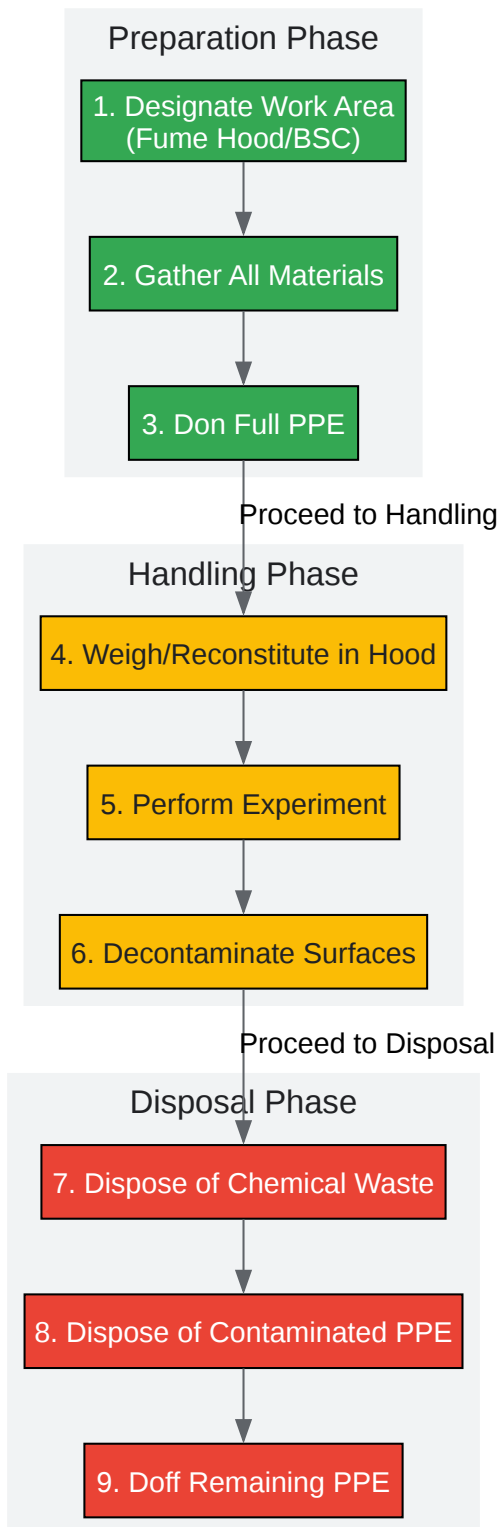 Preparation Phase
1. Designate Work Area
(Fume Hood/BSC)
2. Gather All Materials
3. Don Full PPE
Proceed to Handling
Handling Phase
4. Weigh/Reconstitute in Hood
5. Perform Experiment
6. Decontaminate Surfaces
Proceed to Disposal
Disposal Phase
7. Dispose of Chemical Waste
8. Dispose of Contaminated PPE
9. Doff Remaining PPE